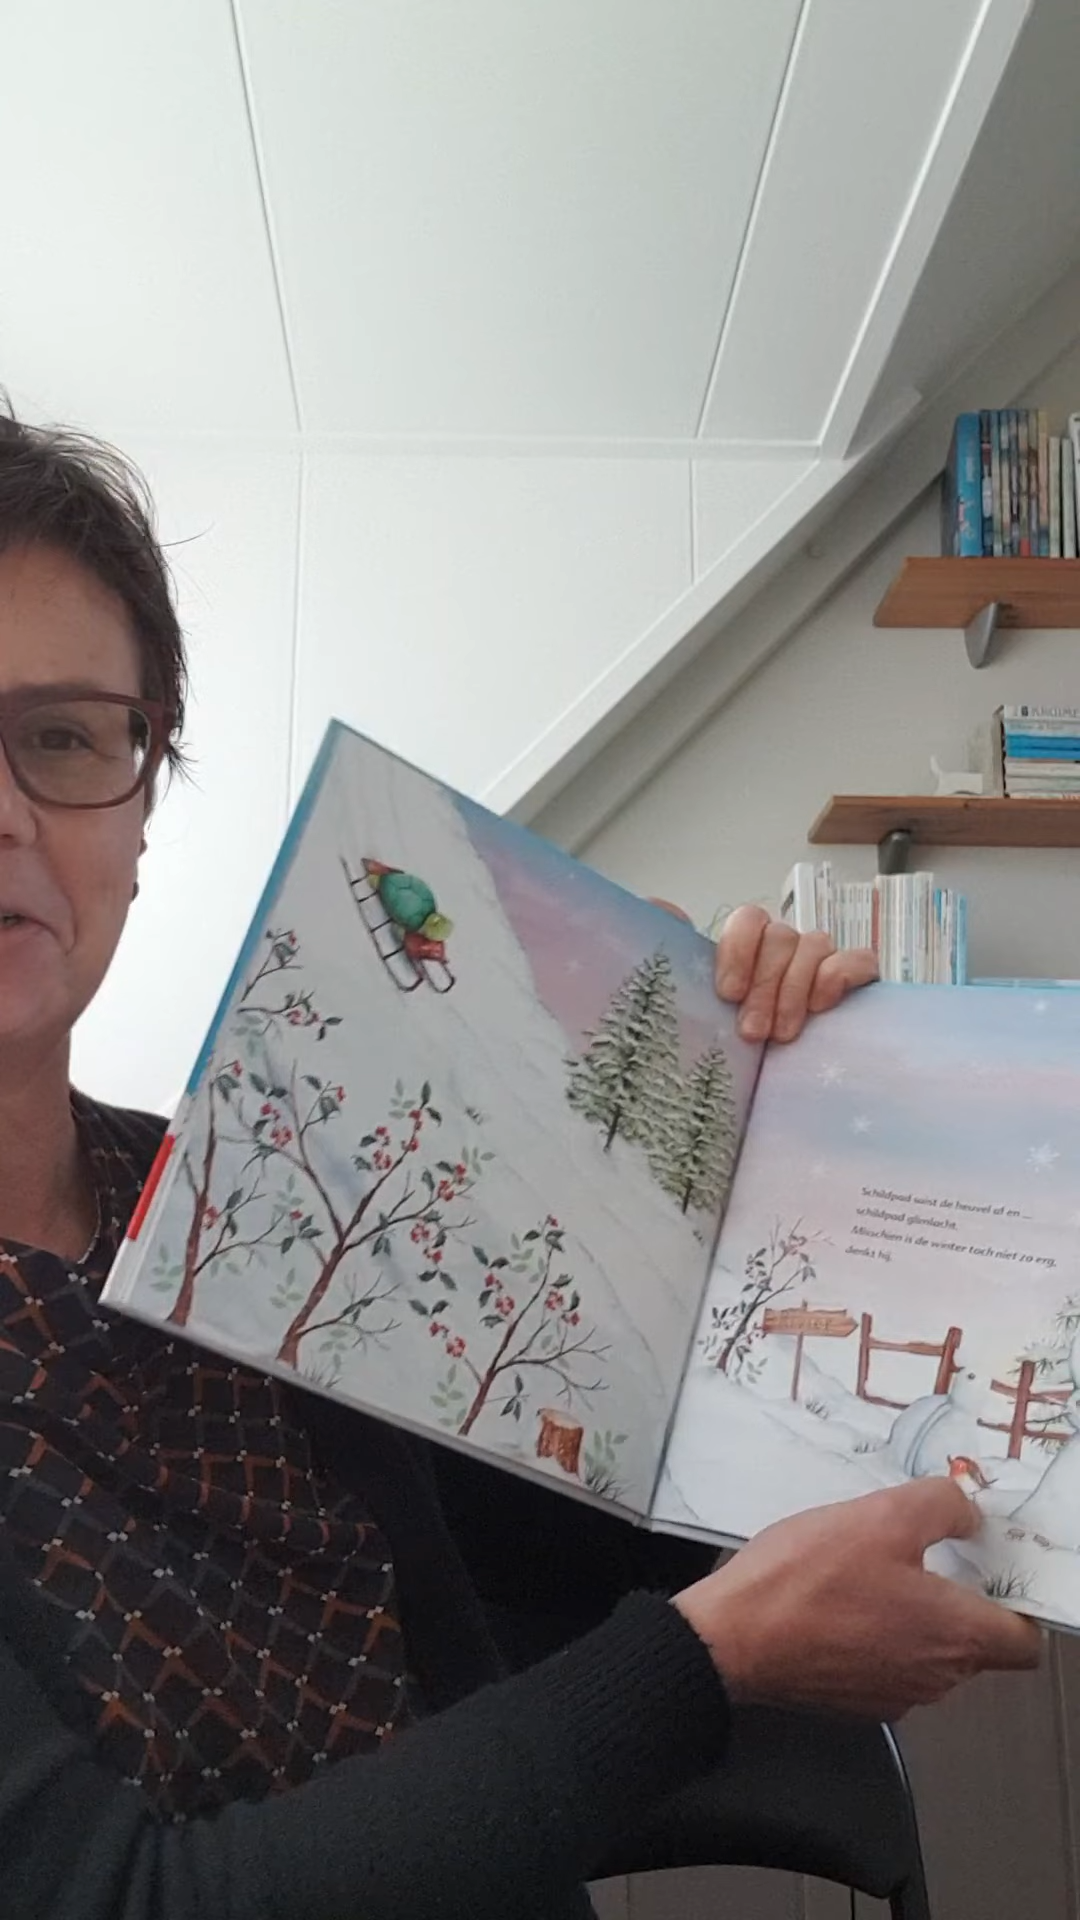 Schildpad suist de heuvel af en ...
schildpad glimlacht.
Misschien is de winter toch niet zo erg,
denkt hij.